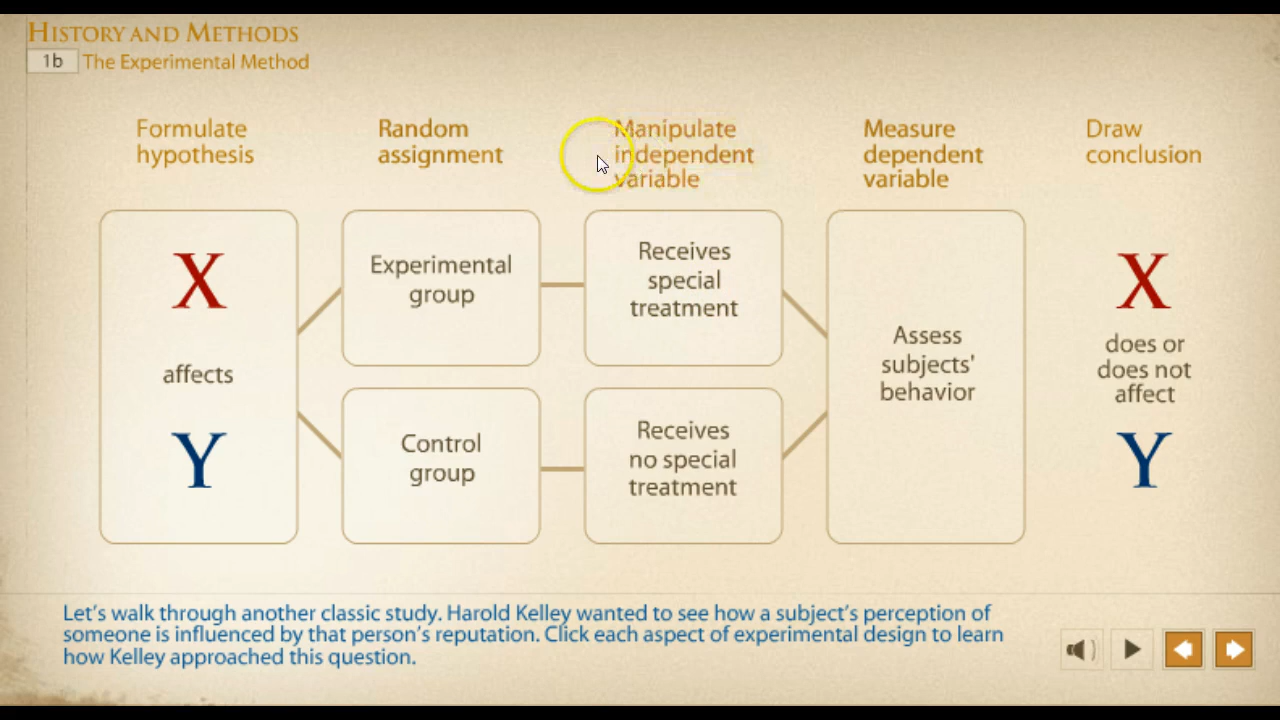 HISTORY AND METHODS
1b The Experimental Method
Formulate
hypothesis
Random
assignment
Manipulate
independent
variable
Measure
dependent
variable
Draw
conclusion
X
affects
Y
Experimental
group
Control
group
Receives
special
treatment
Receives
no special
treatment
Assess
subjects'
behavior
X
does or
does not
affect
Y
Let's walk through another classic study. Harold Kelley wanted to see how a subject's perception of
someone is influenced by that person's reputation. Click each aspect of experimental design to learn
how Kelley approached this question.